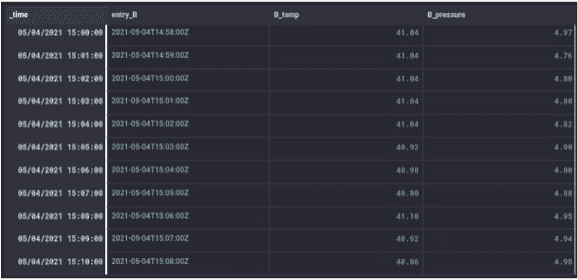 _time entry_B B_temp B_pressure
05/04/2021 15:00:00 2021-05-04T14:58:00Z 41.04 4.97
05/04/2021 15:01:00 2021-05-04T14:59:00Z 41.04 4.76
05/04/2021 15:02:00 2021-05-04T15:00:00Z 41.04 4.80
05/04/2021 15:03:00 2021-05-04T15:01:00Z 41.04 4.80
05/04/2021 15:04:00 2021-05-04T15:02:00Z 41.04 4.82
05/04/2021 15:05:00 2021-05-04T15:03:00Z 40.92 4.90
05/04/2021 15:06:00 2021-05-04T15:04:00Z 40.98 4.80
05/04/2021 15:07:00 2021-05-04T15:05:00Z 40.80 4.88
05/04/2021 15:08:00 2021-05-04T15:06:00Z 41.10 4.95
05/04/2021 15:09:00 2021-05-04T15:07:00Z 40.92 4.94
05/04/2021 15:10:00 2021-05-04T15:08:00Z 40.86 4.98